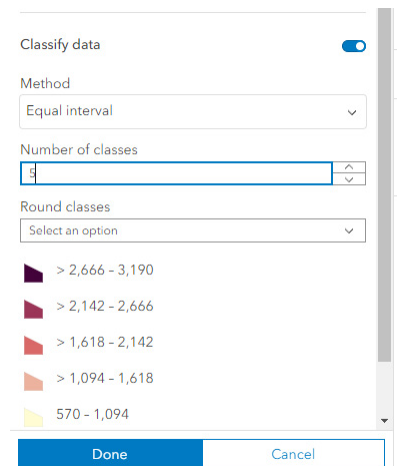 Classify data
Method
Equal interval
Number of classes
5
Round classes
Select an option
> 2,666 – 3,190
> 2,142 – 2,666
> 1,618 – 2,142
> 1,094 – 1,618
570 – 1,094
Done
Cancel